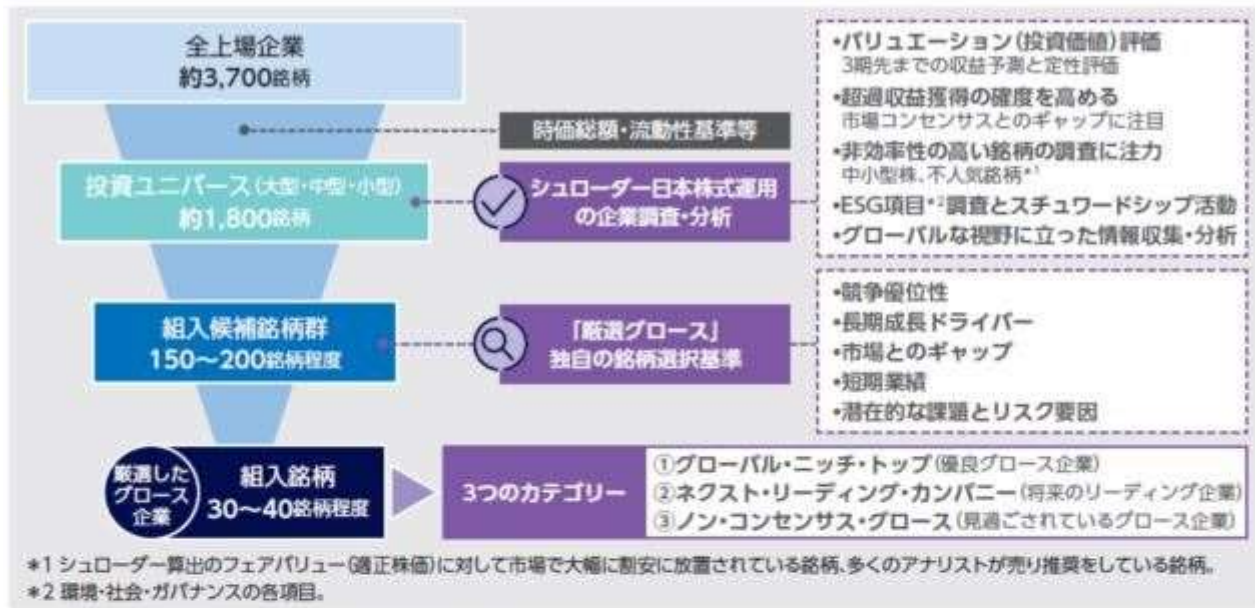 全上場企業
約3,700銘柄
時価総額・流動性基準等
投資ユニバース(大型・中型・小型)
約1,800銘柄
シュローダー日本株式運用
の企業調査・分析
•バリュエーション(投資価値)評価
3期先までの収益予測と定性評価
•超過収益獲得の確度を高める
市場コンセンサスとのギャップに注目
•非効率性の高い銘柄の調査に注力
中小型株、不人気銘柄*1
•ESG項目*2調査とスチュワードシップ活動
•グローバルな視野に立った情報収集・分析
組入候補銘柄群
150〜200銘柄程度
「厳選グロース」
独自の銘柄選択基準
•競争優位性
•長期成長ドライバー
•市場とのギャップ
•短期業績
•潜在的な課題とリスク要因
厳選した
グロース
企業
組入銘柄
30〜40銘柄程度
3つのカテゴリー
①グローバル・ニッチ・トップ(優良グロース企業)
②ネクスト・リーディング・カンパニー(将来のリーディング企業)
③ノン・コンセンサス・グロース(見過ごされているグロース企業)
*1 シュローダー算出のフェアバリュー(適正株価)に対して市場で大幅に割安に放置されている銘柄、多くのアナリストが売り推奨をしている銘柄。
*2 環境・社会・ガバナンスの各項目。